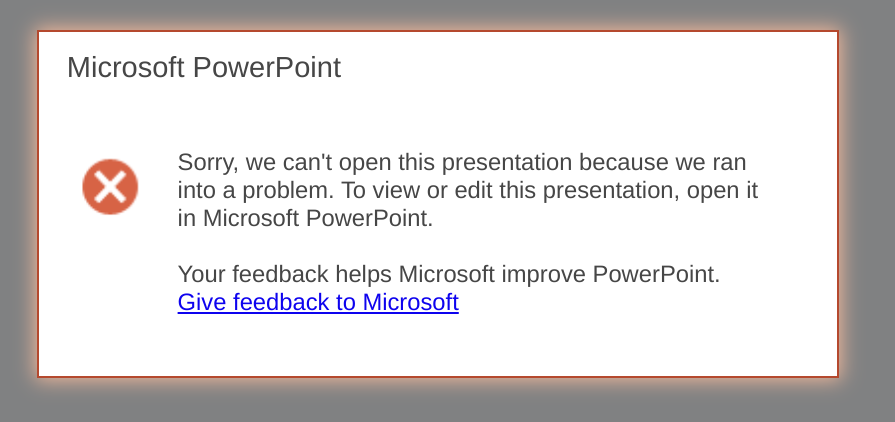 Microsoft PowerPoint
Sorry, we can't open this presentation because we ran
into a problem. To view or edit this presentation, open it
in Microsoft PowerPoint.
Your feedback helps Microsoft improve PowerPoint.
Give feedback to Microsoft